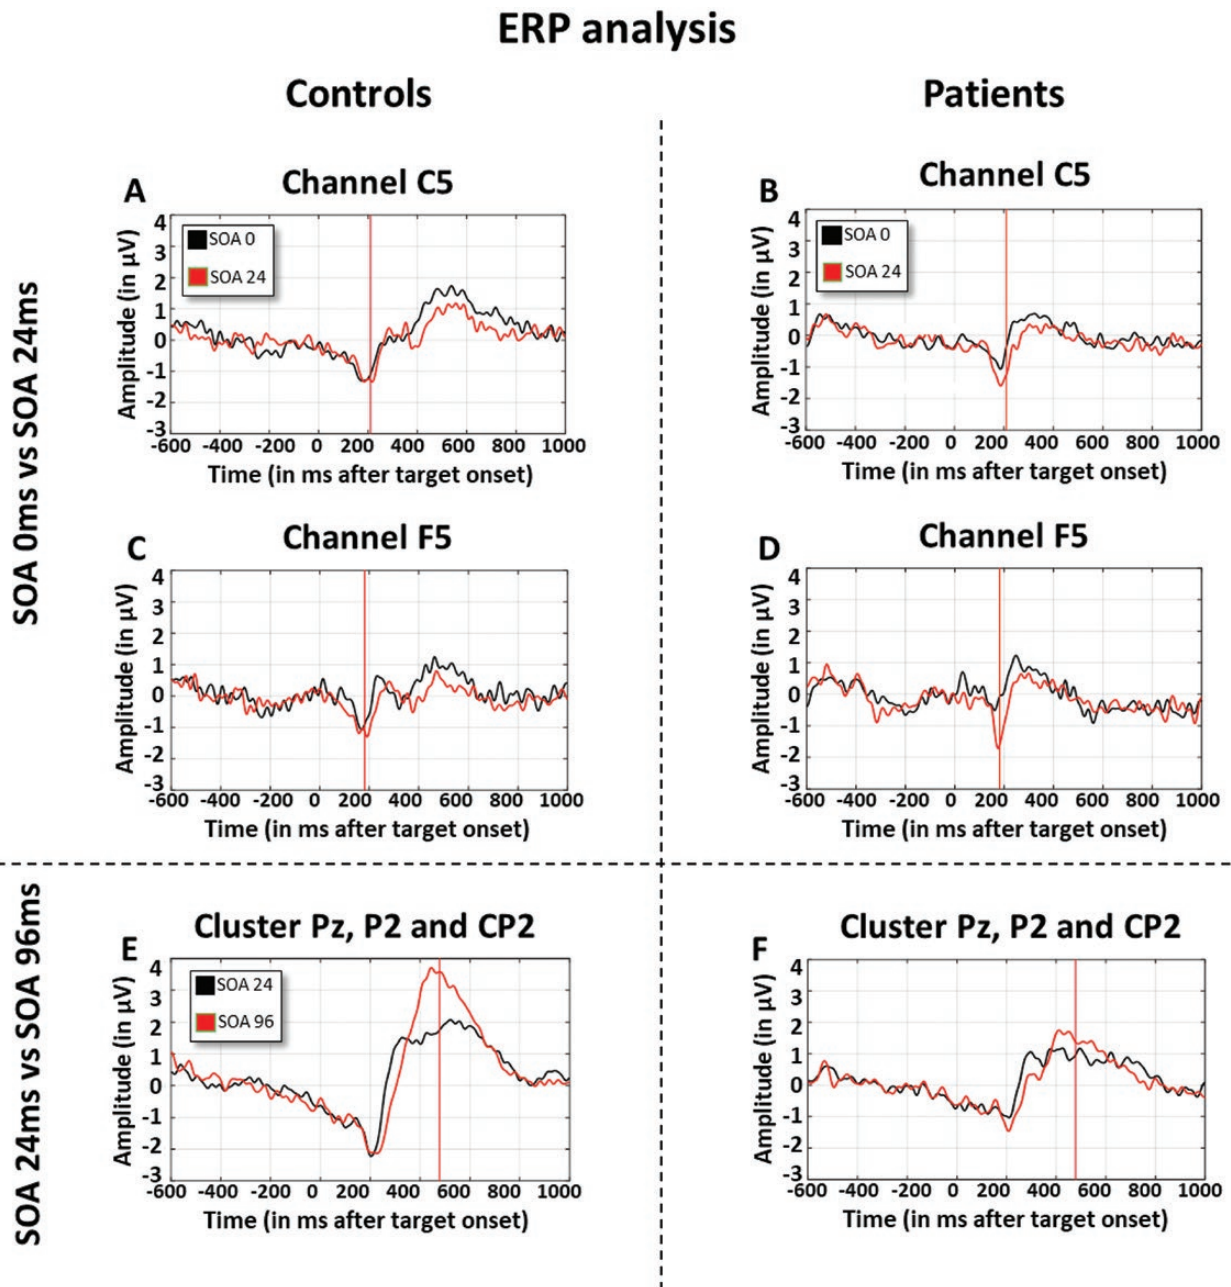 ERP analysis
Controls
Patients
SOA 0ms vs SOA 24ms
A
Channel C5
Amplitude (in µV)
4
3
2
1
0
-1
-2
-3
SOA 0
SOA 24
-600 -400 -200 0 200 400 600 800 1000
Time (in ms after target onset)
B
Channel C5
Amplitude (in µV)
4
3
2
1
0
-1
-2
-3
SOA 0
SOA 24
-600 -400 -200 0 200 400 600 800 1000
Time (in ms after target onset)
C
Channel F5
Amplitude (in µV)
4
3
2
1
0
-1
-2
-3
-600 -400 -200 0 200 400 600 800 1000
Time (in ms after target onset)
D
Channel F5
Amplitude (in µV)
4
3
2
1
0
-1
-2
-3
-600 -400 -200 0 200 400 600 800 1000
Time (in ms after target onset)
SOA 24ms vs SOA 96ms
E
Cluster Pz, P2 and CP2
Amplitude (in µV)
4
3
2
1
0
-1
-2
-3
SOA 24
SOA 96
-600 -400 -200 0 200 400 600 800 1000
Time (in ms after target onset)
F
Cluster Pz, P2 and CP2
Amplitude (in µV)
4
3
2
1
0
-1
-2
-3
-600 -400 -200 0 200 400 600 800 1000
Time (in ms after target onset)